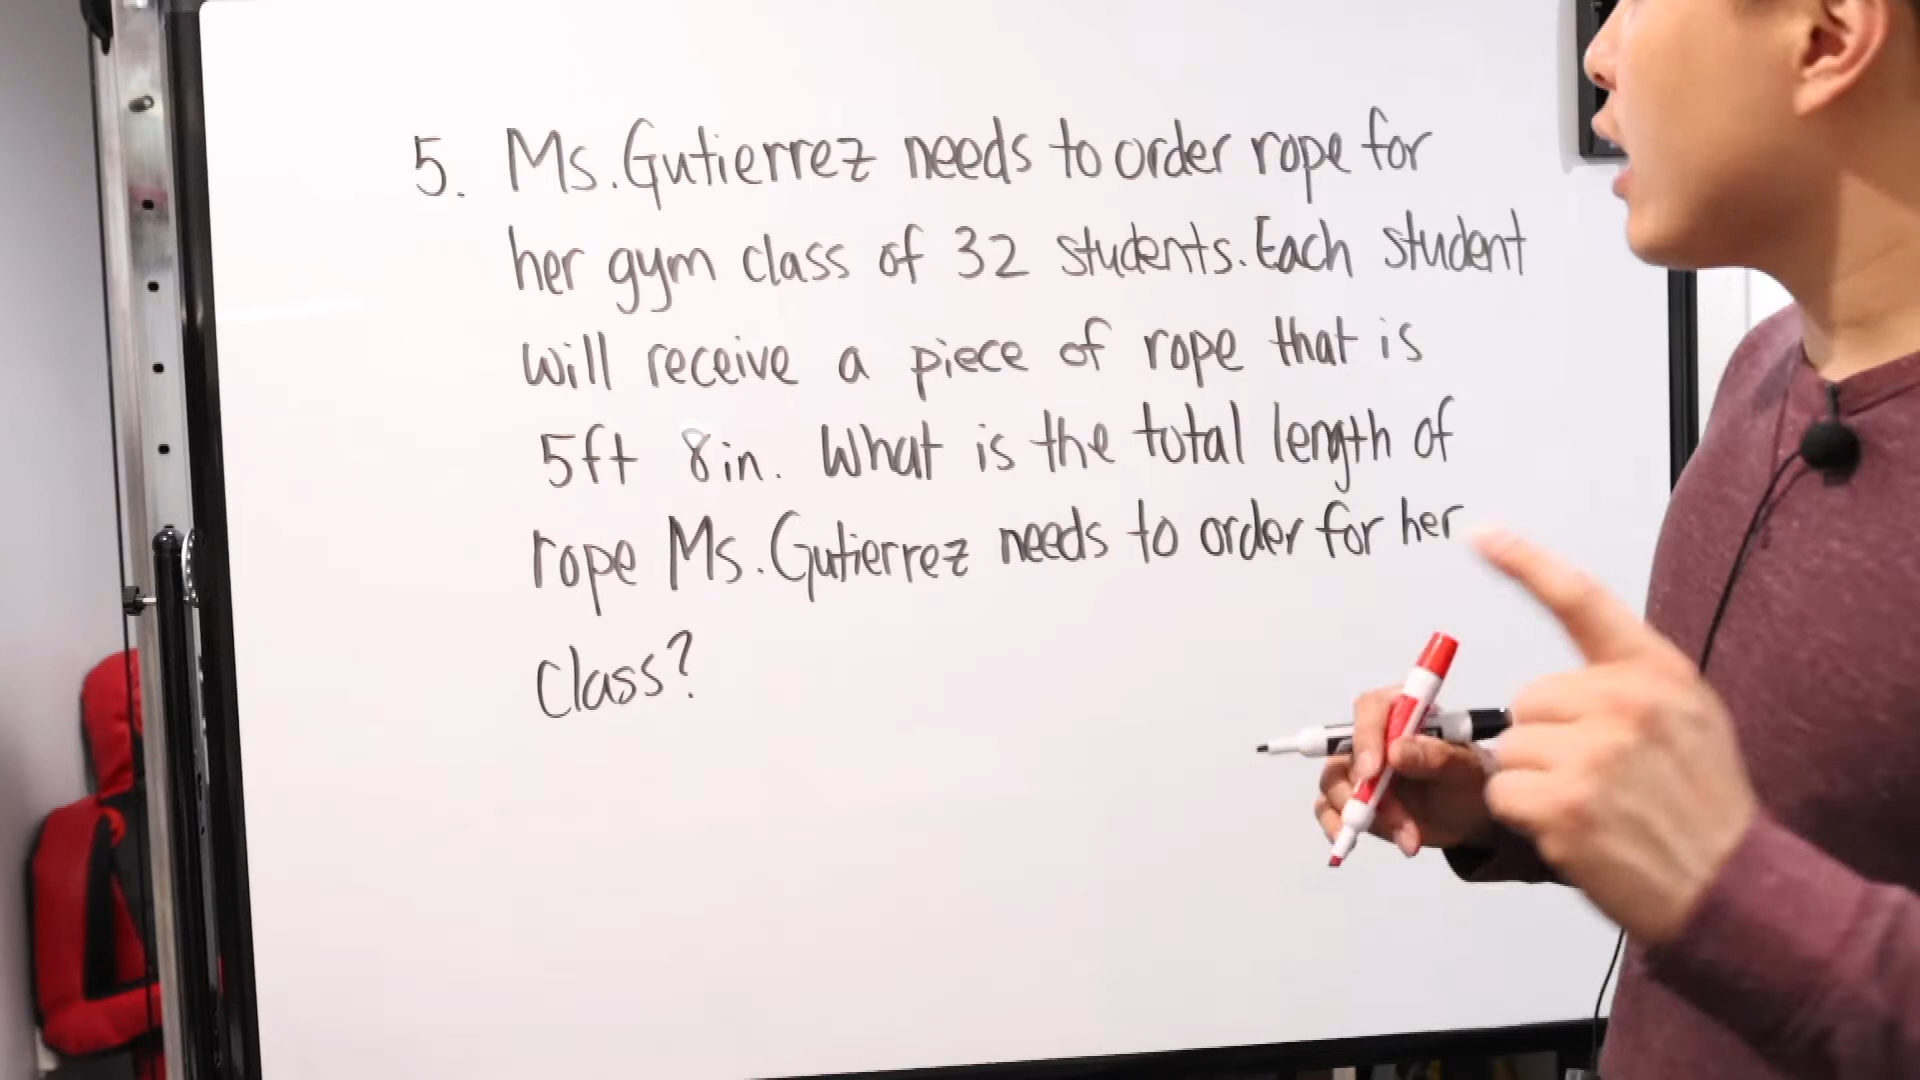 5. Ms. Gutierrez needs to order rope for
her gym class of 32 students. Each student
will receive a piece of rope that is
5ft 8in. What is the total length of
rope Ms. Gutierrez needs to order for her
class?